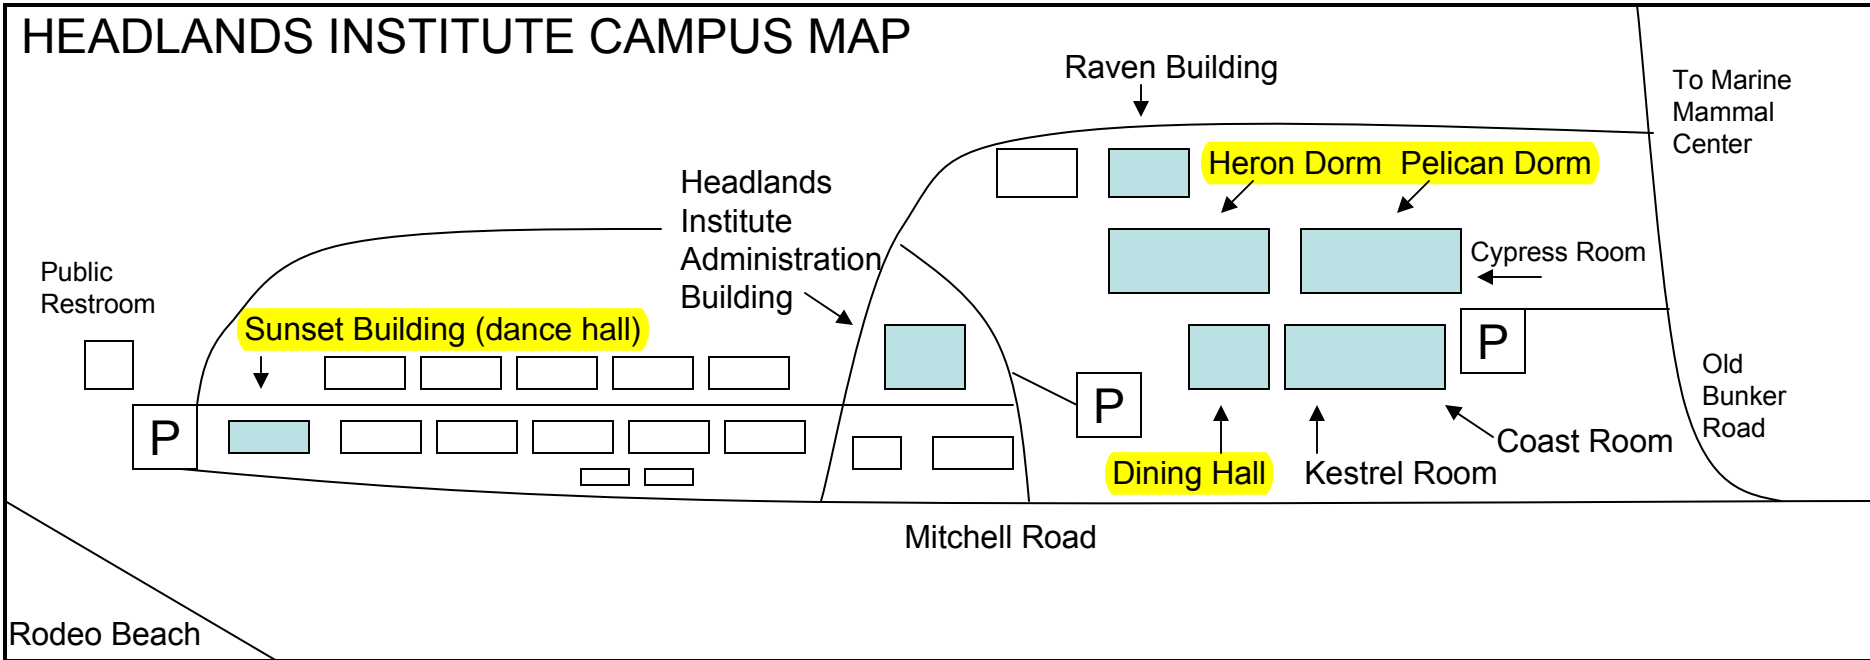 HEADLANDS INSTITUTE CAMPUS MAP
Raven Building
To Marine
Mammal
Center
Heron Dorm Pelican Dorm
Headlands
Institute
Administration
Building
Cypress Room
Public
Restroom
Sunset Building (dance hall)
P
P
P
Old
Bunker
Road
Coast Room
Dining Hall
Kestrel Room
Mitchell Road
Rodeo Beach